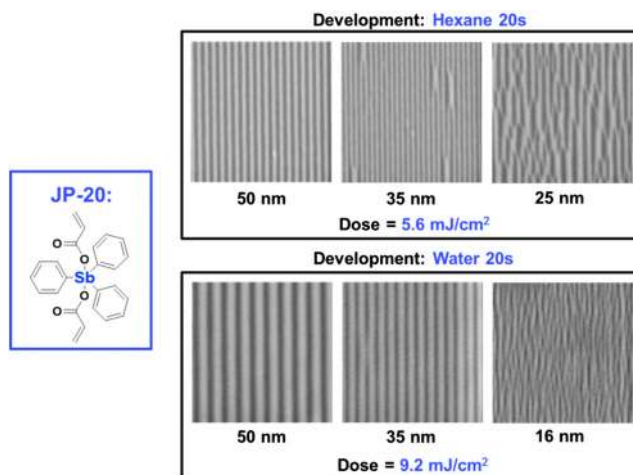 Development: Hexane 20s
50 nm
35 nm
25 nm
Dose = 5.6 mJ/cm²
JP-20:
O
O
Sb
O
O
Development: Water 20s
50 nm
35 nm
16 nm
Dose = 9.2 mJ/cm²